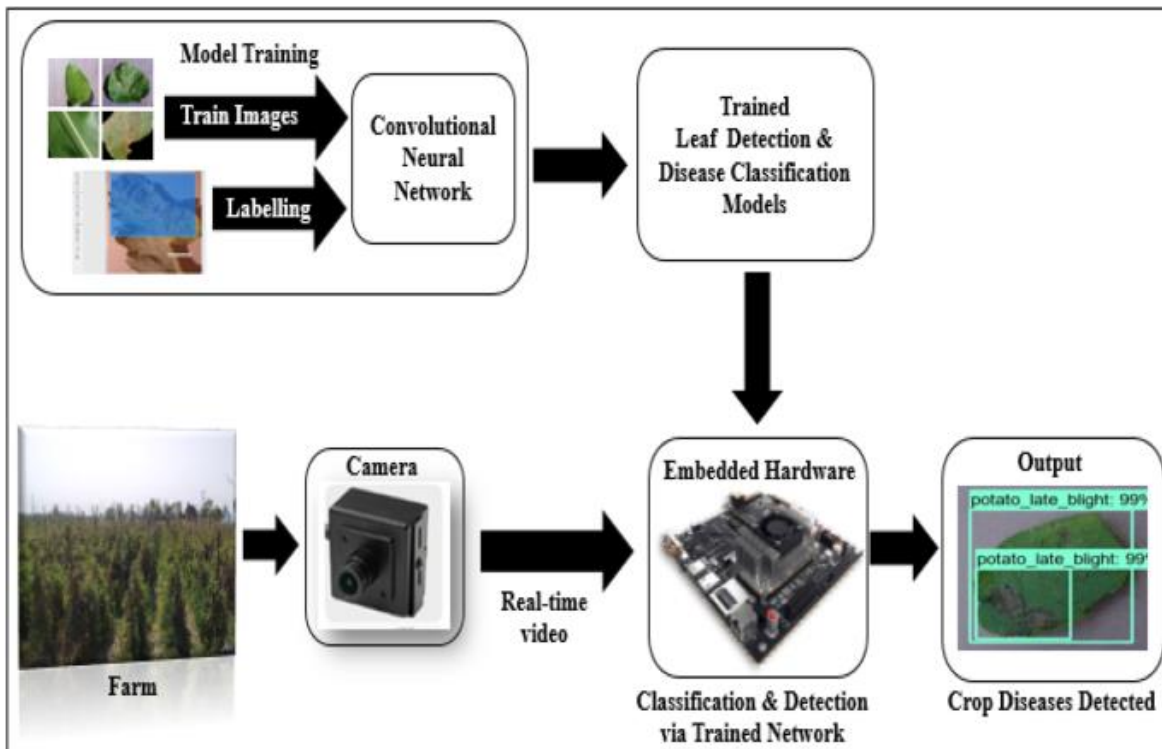 Model Training
Train Images
Labelling
Convolutional
Neural
Network
Trained
Leaf Detection &
Disease Classification
Models
Farm
Camera
Real-time
video
Embedded Hardware
Classification & Detection
via Trained Network
Output
potato_late_blight: 99%
potato_late_blight: 99%
Crop Diseases Detected